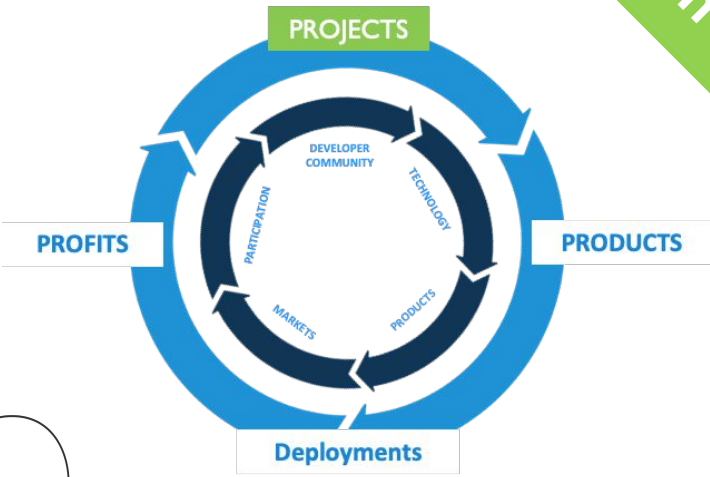 PROJECTS
DEVELOPER
COMMUNITY
TECHNOLOGY
PARTICIPATION
PROFITS
PRODUCTS
PRODUCTS
MARKETS
Deployments